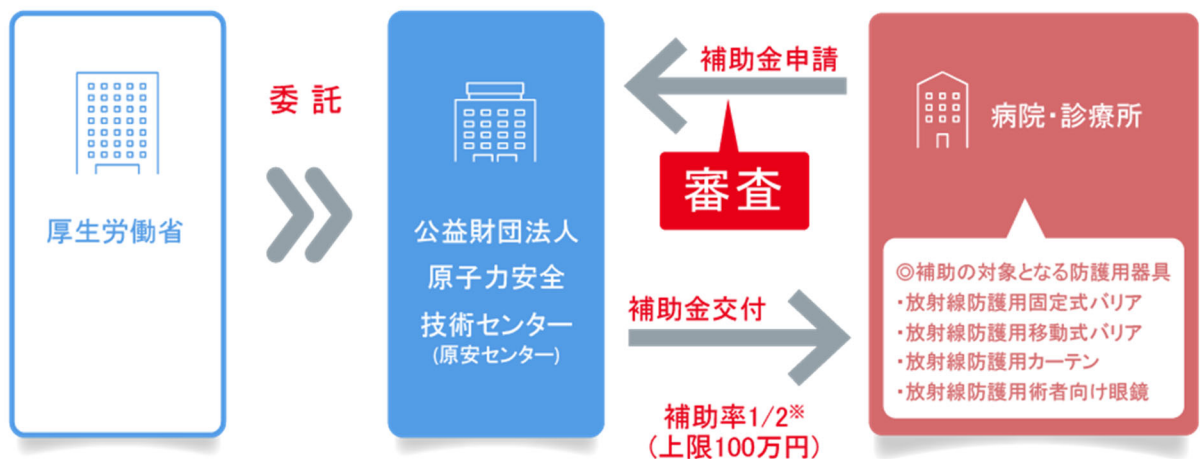 厚生労働省
委託
公益財団法人
原子力安全
技術センター
(原安センター)
補助金申請
審査
補助金交付
補助率1/2※
(上限100万円)
病院・診療所
◎補助の対象となる防護用器具
・放射線防護用固定式バリア
・放射線防護用移動式バリア
・放射線防護用カーテン
・放射線防護用術者向け眼鏡